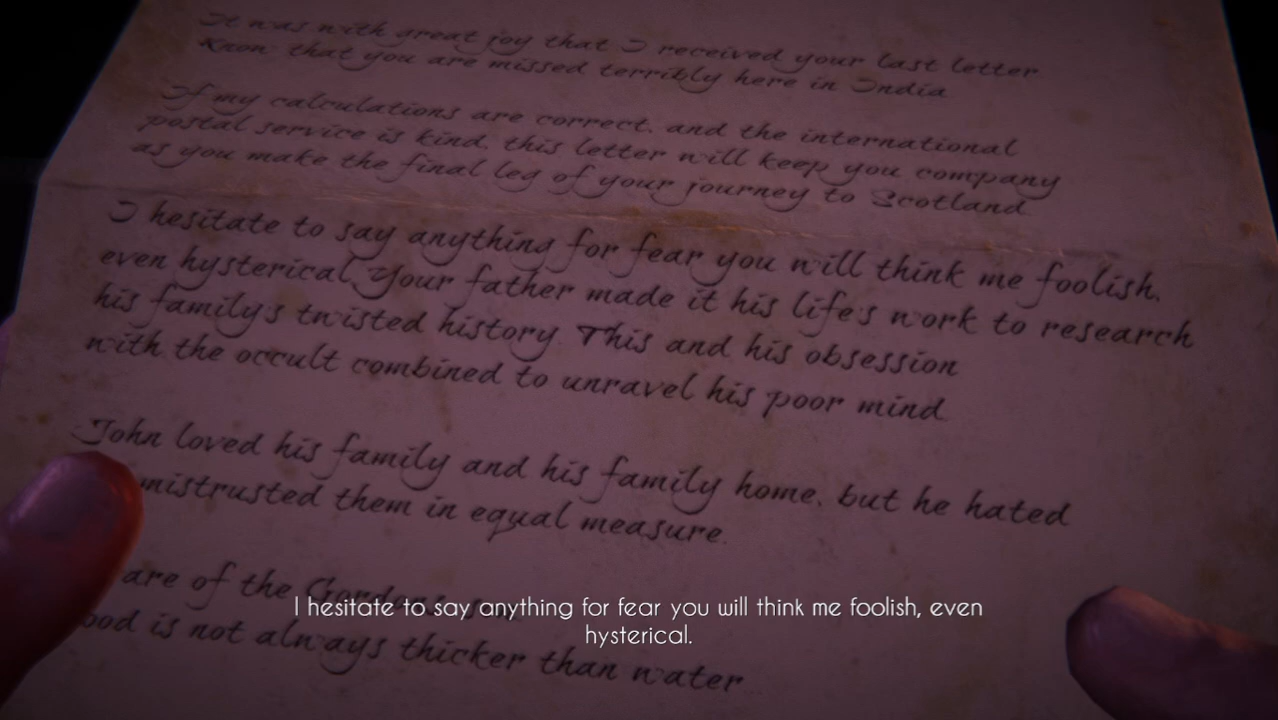 It was with great joy that I received your last letter
Know that you are missed terribly here in India
If my calculations are correct, and the international
postal service is kind, this letter will keep you company
as you make the final leg of your journey to Scotland
I hesitate to say anything for fear you will think me foolish,
even hysterical. Your father made it his life's work to research
his family's twisted history. This and his obsession
with the occult combined to unravel his poor mind.
John loved his family and his family home, but he hated
mistrusted them in equal measure.
are of the Gordons
ood is not always thicker than water
I hesitate to say anything for fear you will think me foolish, even
hysterical.